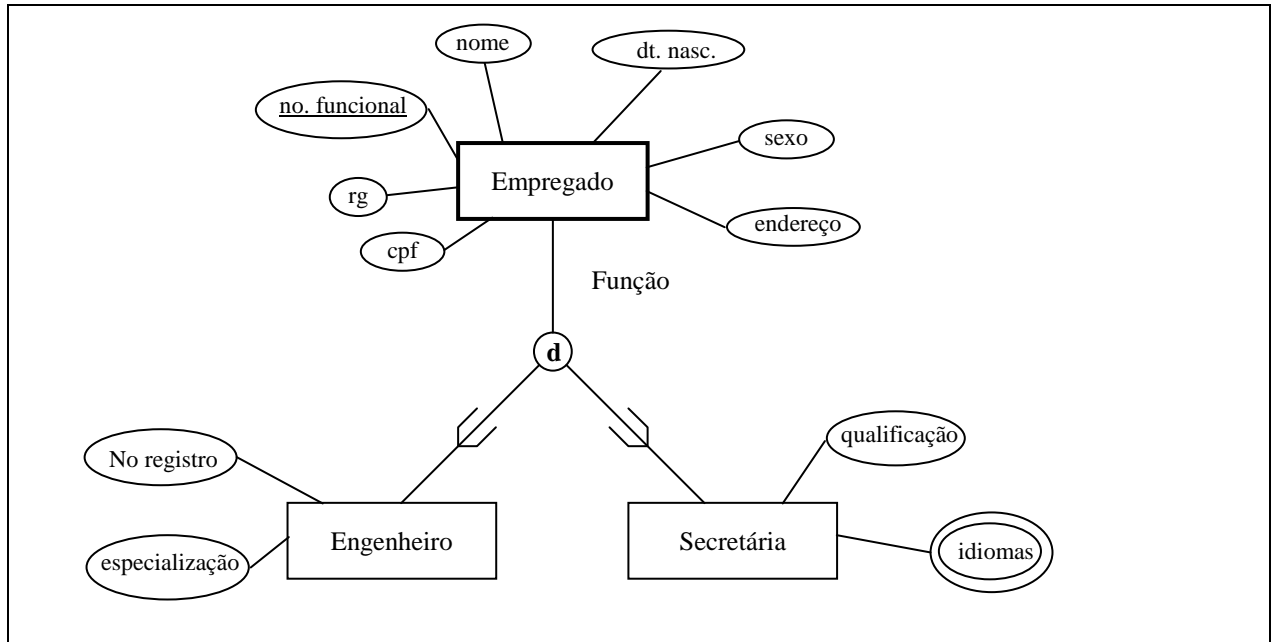 nome
dt. nasc.
no. funcional
sexo
Empregado
rg
endereço
cpf
Função
d
qualificação
No registro
Engenheiro
Secretária
idiomas
especialização